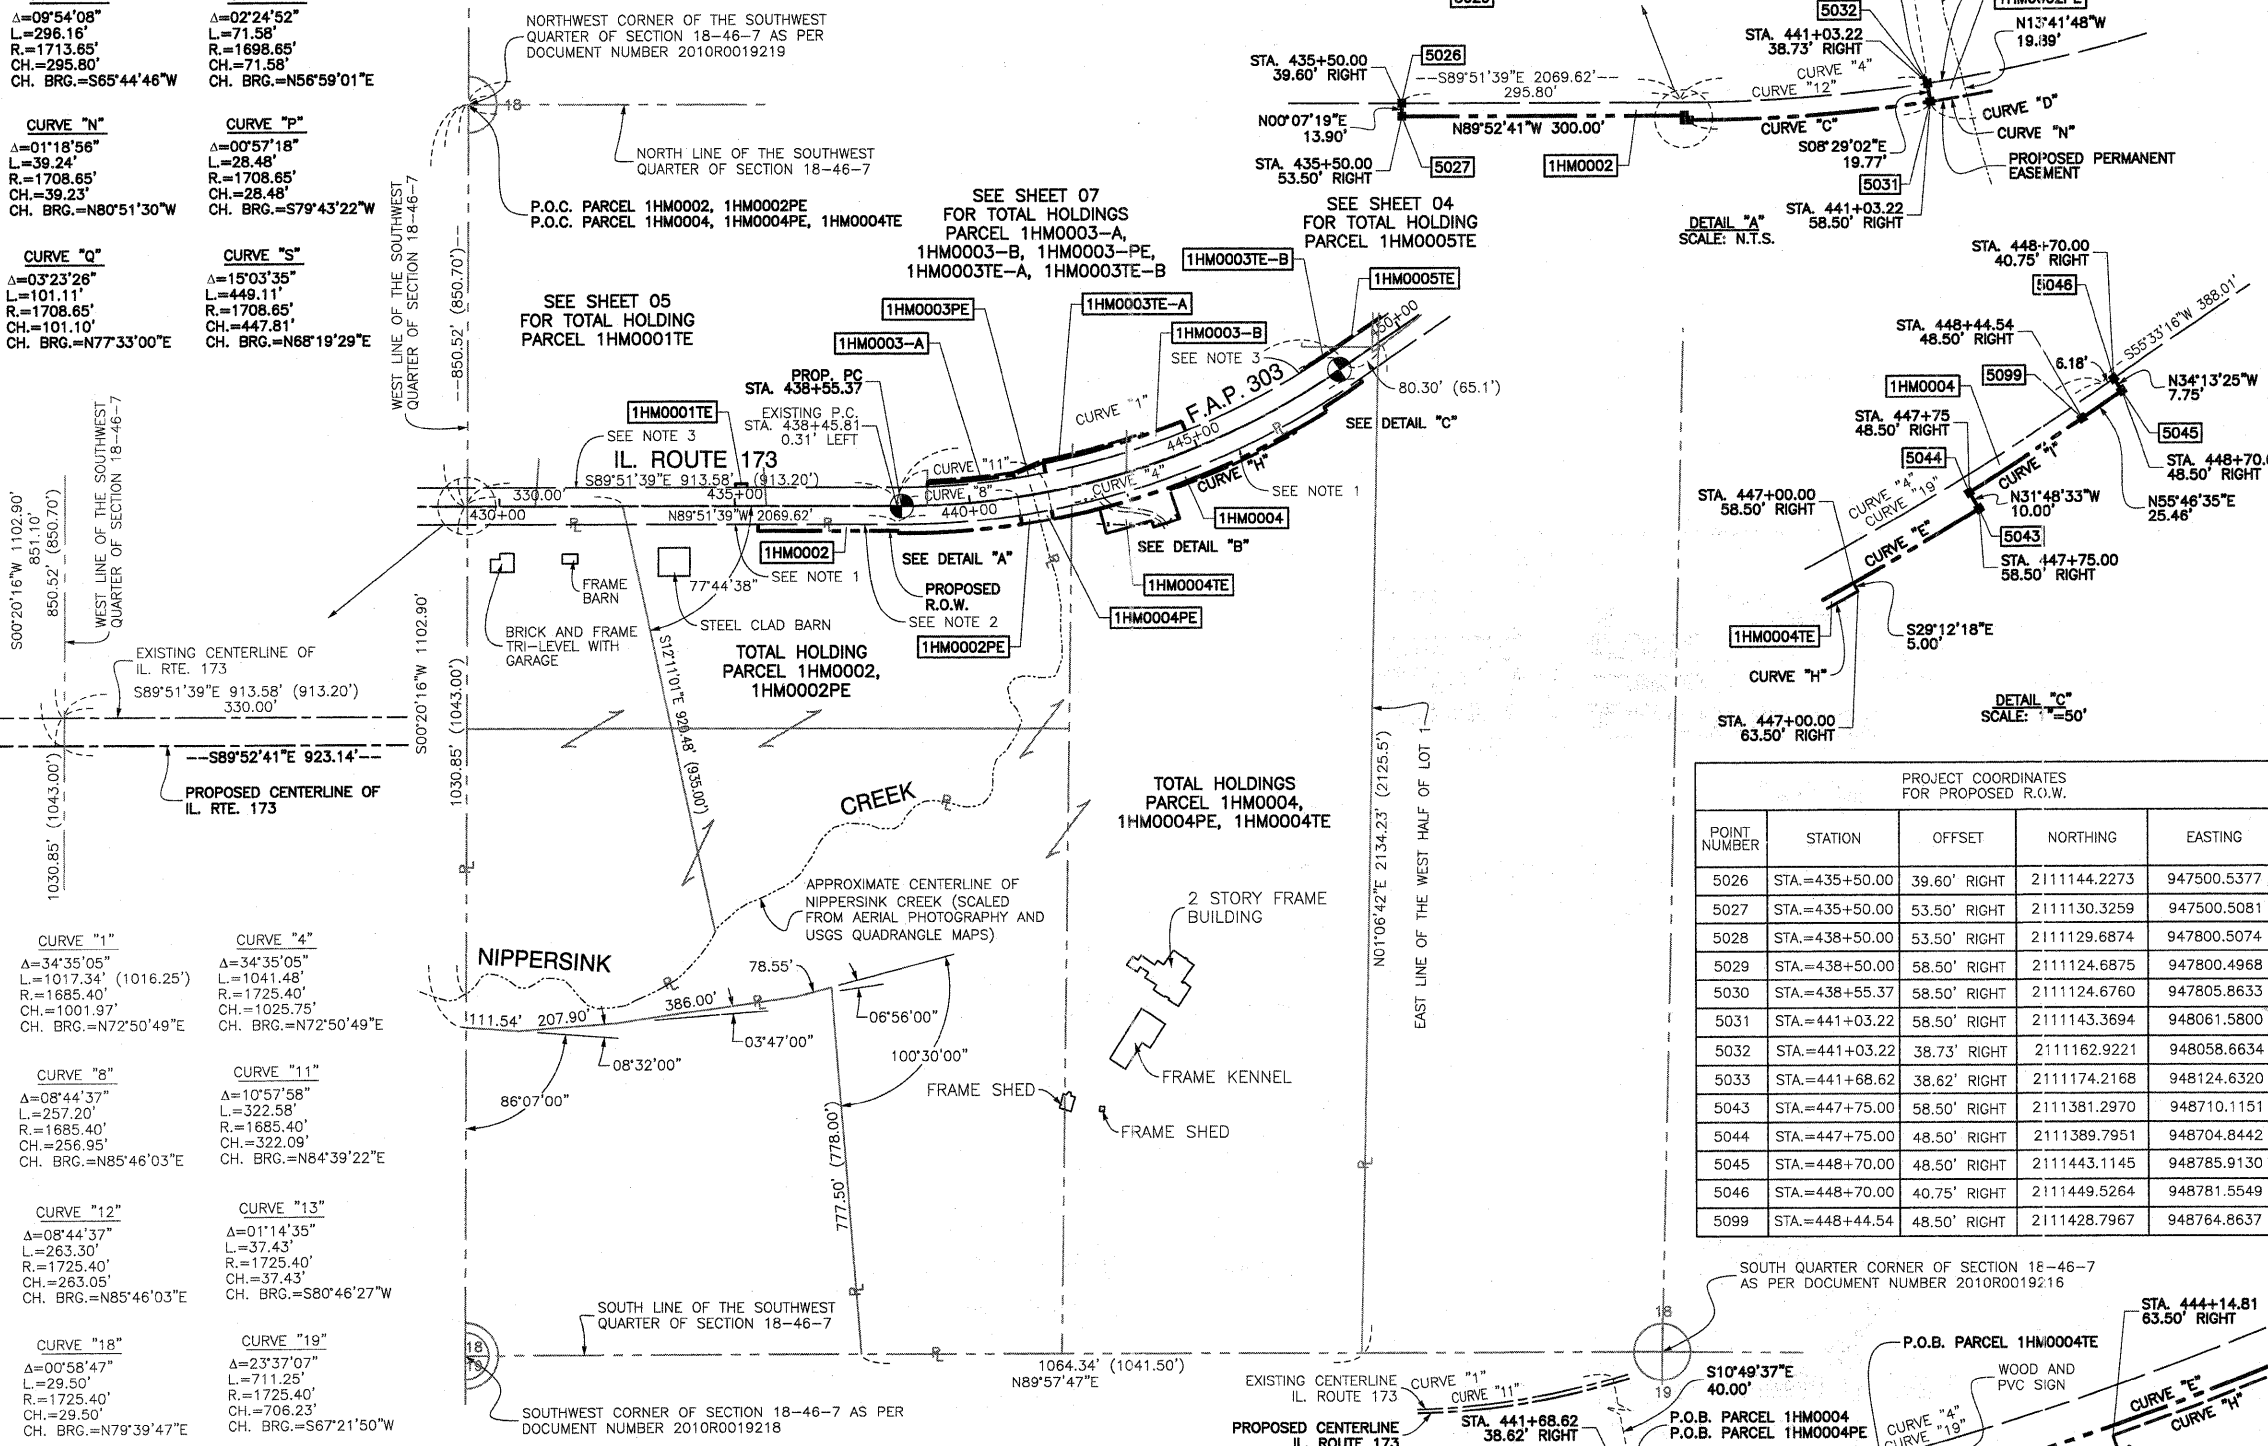 Δ=09°54'08"
L.=296.16'
R.=1713.65'
CH.=295.80'
CH. BRG.=S65°44'46"W
Δ=02°24'52"
L.=71.58'
R.=1698.65'
CH.=71.58'
CH. BRG.=N56°59'01"E
CURVE "N"
Δ=01°18'56"
L.=39.24'
R.=1708.65'
CH.=39.23'
CH. BRG.=N80°51'30"W
CURVE "P"
Δ=00°57'18"
L.=28.48'
R.=1708.65'
CH.=28.48'
CH. BRG.=S79°43'22"W
CURVE "Q"
Δ=03°23'26"
L.=101.11'
R.=1708.65'
CH.=101.10'
CH. BRG.=N77°33'00"E
CURVE "S"
Δ=15°03'35"
L.=449.11'
R.=1708.65'
CH.=447.81'
CH. BRG.=N68°19'29"E
NORTHWEST CORNER OF THE SOUTHWEST
QUARTER OF SECTION 18-46-7 AS PER
DOCUMENT NUMBER 2010R0019219
18
NORTH LINE OF THE SOUTHWEST
QUARTER OF SECTION 18-46-7
P.O.C. PARCEL 1HM0002, 1HM0002PE
P.O.C. PARCEL 1HM0004, 1HM0004PE, 1HM0004TE
WEST LINE OF THE SOUTHWEST
QUARTER OF SECTION 18-46-7
---850.52' (850.70')---
SEE SHEET 05
FOR TOTAL HOLDING
PARCEL 1HM0001TE
SEE SHEET 07
FOR TOTAL HOLDINGS
PARCEL 1HM0003-A,
1HM0003-B, 1HM0003-PE,
1HM0003TE-A, 1HM0003TE-B
SEE SHEET 04
FOR TOTAL HOLDING
PARCEL 1HM0005TE
1HM0003TE-B
1HM0005TE
1HM0003PE
1HM0003TE-A
1HM0003-A
1HM0003-B
SEE NOTE 3
450+00
80.30' (65.1')
SEE DETAIL "C"
PROP. PC
STA. 438+55.37
EXISTING P.C.
STA. 438+45.81
0.31' LEFT
1HM0001TE
SEE NOTE 3
IL. ROUTE 173
F.A.P. 303
CURVE "1"
445+00
CURVE "11"
S89°51'39"E 913.58' (913.20')
330.00'
435+00
CURVE "8"
CURVE "4"
CURVE "H"
430+00
N89°51'39"W 2069.62'
440+00
SEE NOTE 1
1HM0004
1HM0002
SEE DETAIL "A"
SEE DETAIL "B"
SEE NOTE 1
77°44'38"
PROPOSED
R.O.W.
SEE NOTE 2
1HM0004TE
1HM0004PE
1HM0002PE
FRAME
BARN
BRICK AND FRAME
TRI-LEVEL WITH
GARAGE
STEEL CLAD BARN
TOTAL HOLDING
PARCEL 1HM0002,
1HM0002PE
S12°11'01"E 929.48' (935.00')
S00°20'16"W 1102.90'
851.10'
850.52' (850.70')
WEST LINE OF THE SOUTHWEST
QUARTER OF SECTION 18-46-7
EXISTING CENTERLINE OF
IL. RTE. 173
S89°51'39"E 913.58' (913.20')
330.00'
---S89°52'41"E 923.14'---
PROPOSED CENTERLINE OF
IL. RTE. 173
1030.85' (1043.00')
S00°20'16"W 1102.90'
1030.85' (1043.00')
CREEK
NIPPERSINK
APPROXIMATE CENTERLINE OF
NIPPERSINK CREEK (SCALED
FROM AERIAL PHOTOGRAPHY AND
USGS QUADRANGLE MAPS)
TOTAL HOLDINGS
PARCEL 1HM0004,
1HM0004PE, 1HM0004TE
N01°06'42"E 2134.23' (2125.5')
EAST LINE OF THE WEST HALF OF LOT 1
2 STORY FRAME
BUILDING
FRAME KENNEL
FRAME SHED
FRAME SHED
78.55'
386.00'
111.54'
207.90'
06°56'00"
03°47'00"
08°32'00"
100°30'00"
86°07'00"
777.50' (778.00')
CURVE "1"
Δ=34°35'05"
L.=1017.34' (1016.25')
R.=1685.40'
CH.=1001.97'
CH. BRG.=N72°50'49"E
CURVE "4"
Δ=34°35'05"
L.=1041.48'
R.=1725.40'
CH.=1025.75'
CH. BRG.=N72°50'49"E
CURVE "8"
Δ=08°44'37"
L.=257.20'
R.=1685.40'
CH.=256.95'
CH. BRG.=N85°46'03"E
CURVE "11"
Δ=10°57'58"
L.=322.58'
R.=1685.40'
CH.=322.09'
CH. BRG.=N84°39'22"E
CURVE "12"
Δ=08°44'37"
L.=263.30'
R.=1725.40'
CH.=263.05'
CH. BRG.=N85°46'03"E
CURVE "13"
Δ=01°14'35"
L.=37.43'
R.=1725.40'
CH.=37.43'
CH. BRG.=S80°46'27"W
CURVE "18"
Δ=00°58'47"
L.=29.50'
R.=1725.40'
CH.=29.50'
CH. BRG.=N79°39'47"E
CURVE "19"
Δ=23°37'07"
L.=711.25'
R.=1725.40'
CH.=706.23'
CH. BRG.=S67°21'50"W
SOUTH LINE OF THE SOUTHWEST
QUARTER OF SECTION 18-46-7
18
19
SOUTHWEST CORNER OF SECTION 18-46-7 AS PER
DOCUMENT NUMBER 2010R0019218
1064.34' (1041.50')
N89°57'47"E
STA. 435+50.00
39.60' RIGHT
5026
---S89°51'39"E 2069.62'---
295.80'
N00°07'19"E
13.90'
N89°52'41"W 300.00'
STA. 435+50.00
53.50' RIGHT
5027
1HM0002
5032
STA. 441+03.22
38.73' RIGHT
CURVE "4"
CURVE "12"
N13°41'48"W
19.89'
CURVE "C"
CURVE "D"
CURVE "N"
S08°29'02"E
19.77'
PROPOSED PERMANENT
EASEMENT
5031
STA. 441+03.22
58.50' RIGHT
DETAIL "A"
SCALE: N.T.S.
STA. 448+70.00
40.75' RIGHT
5046
S55°33'16"W 388.01'
STA. 448+44.54
48.50' RIGHT
6.18'
5099
N34°13'25"W
7.75'
1HM0004
STA. 447+75
48.50' RIGHT
5045
STA. 448+70.0
48.50' RIGHT
5044
CURVE "I"
N31°48'33"W
10.00'
N55°46'35"E
25.46'
STA. 447+00.00
58.50' RIGHT
CURVE "4"
CURVE "19"
CURVE "E"
5043
STA. 447+75.00
58.50' RIGHT
1HM0004TE
S29°12'18"E
5.00'
CURVE "H"
STA. 447+00.00
63.50' RIGHT
DETAIL "C"
SCALE: 1"=50'
PROJECT COORDINATES
FOR PROPOSED R.O.W.
POINT NUMBER STATION OFFSET NORTHING EASTING
5026 STA.=435+50.00 39.60' RIGHT 2111144.2273 947500.5377
5027 STA.=435+50.00 53.50' RIGHT 2111130.3259 947500.5081
5028 STA.=438+50.00 53.50' RIGHT 2111129.6874 947800.5074
5029 STA.=438+50.00 58.50' RIGHT 2111124.6875 947800.4968
5030 STA.=438+55.37 58.50' RIGHT 2111124.6760 947805.8633
5031 STA.=441+03.22 58.50' RIGHT 2111143.3694 948061.5800
5032 STA.=441+03.22 38.73' RIGHT 2111162.9221 948058.6634
5033 STA.=441+68.62 38.62' RIGHT 2111174.2168 948124.6320
5043 STA.=447+75.00 58.50' RIGHT 2111381.2970 948710.1151
5044 STA.=447+75.00 48.50' RIGHT 2111389.7951 948704.8442
5045 STA.=448+70.00 48.50' RIGHT 2111443.1145 948785.9130
5046 STA.=448+70.00 40.75' RIGHT 2111449.5264 948781.5549
5099 STA.=448+44.54 48.50' RIGHT 2111428.7967 948764.8637
SOUTH QUARTER CORNER OF SECTION 18-46-7
AS PER DOCUMENT NUMBER 2010R0019216
18
19
STA. 444+14.81
63.50' RIGHT
P.O.B. PARCEL 1HM0004TE
WOOD AND
PVC SIGN
S10°49'37"E
40.00'
EXISTING CENTERLINE
IL. ROUTE 173
CURVE "1"
CURVE "11"
PROPOSED CENTERLINE
IL. ROUTE 173
STA. 441+68.62
38.62' RIGHT
P.O.B. PARCEL 1HM0004
P.O.B. PARCEL 1HM0004PE
CURVE "4"
CURVE "19"
CURVE "E"
CURVE "H"